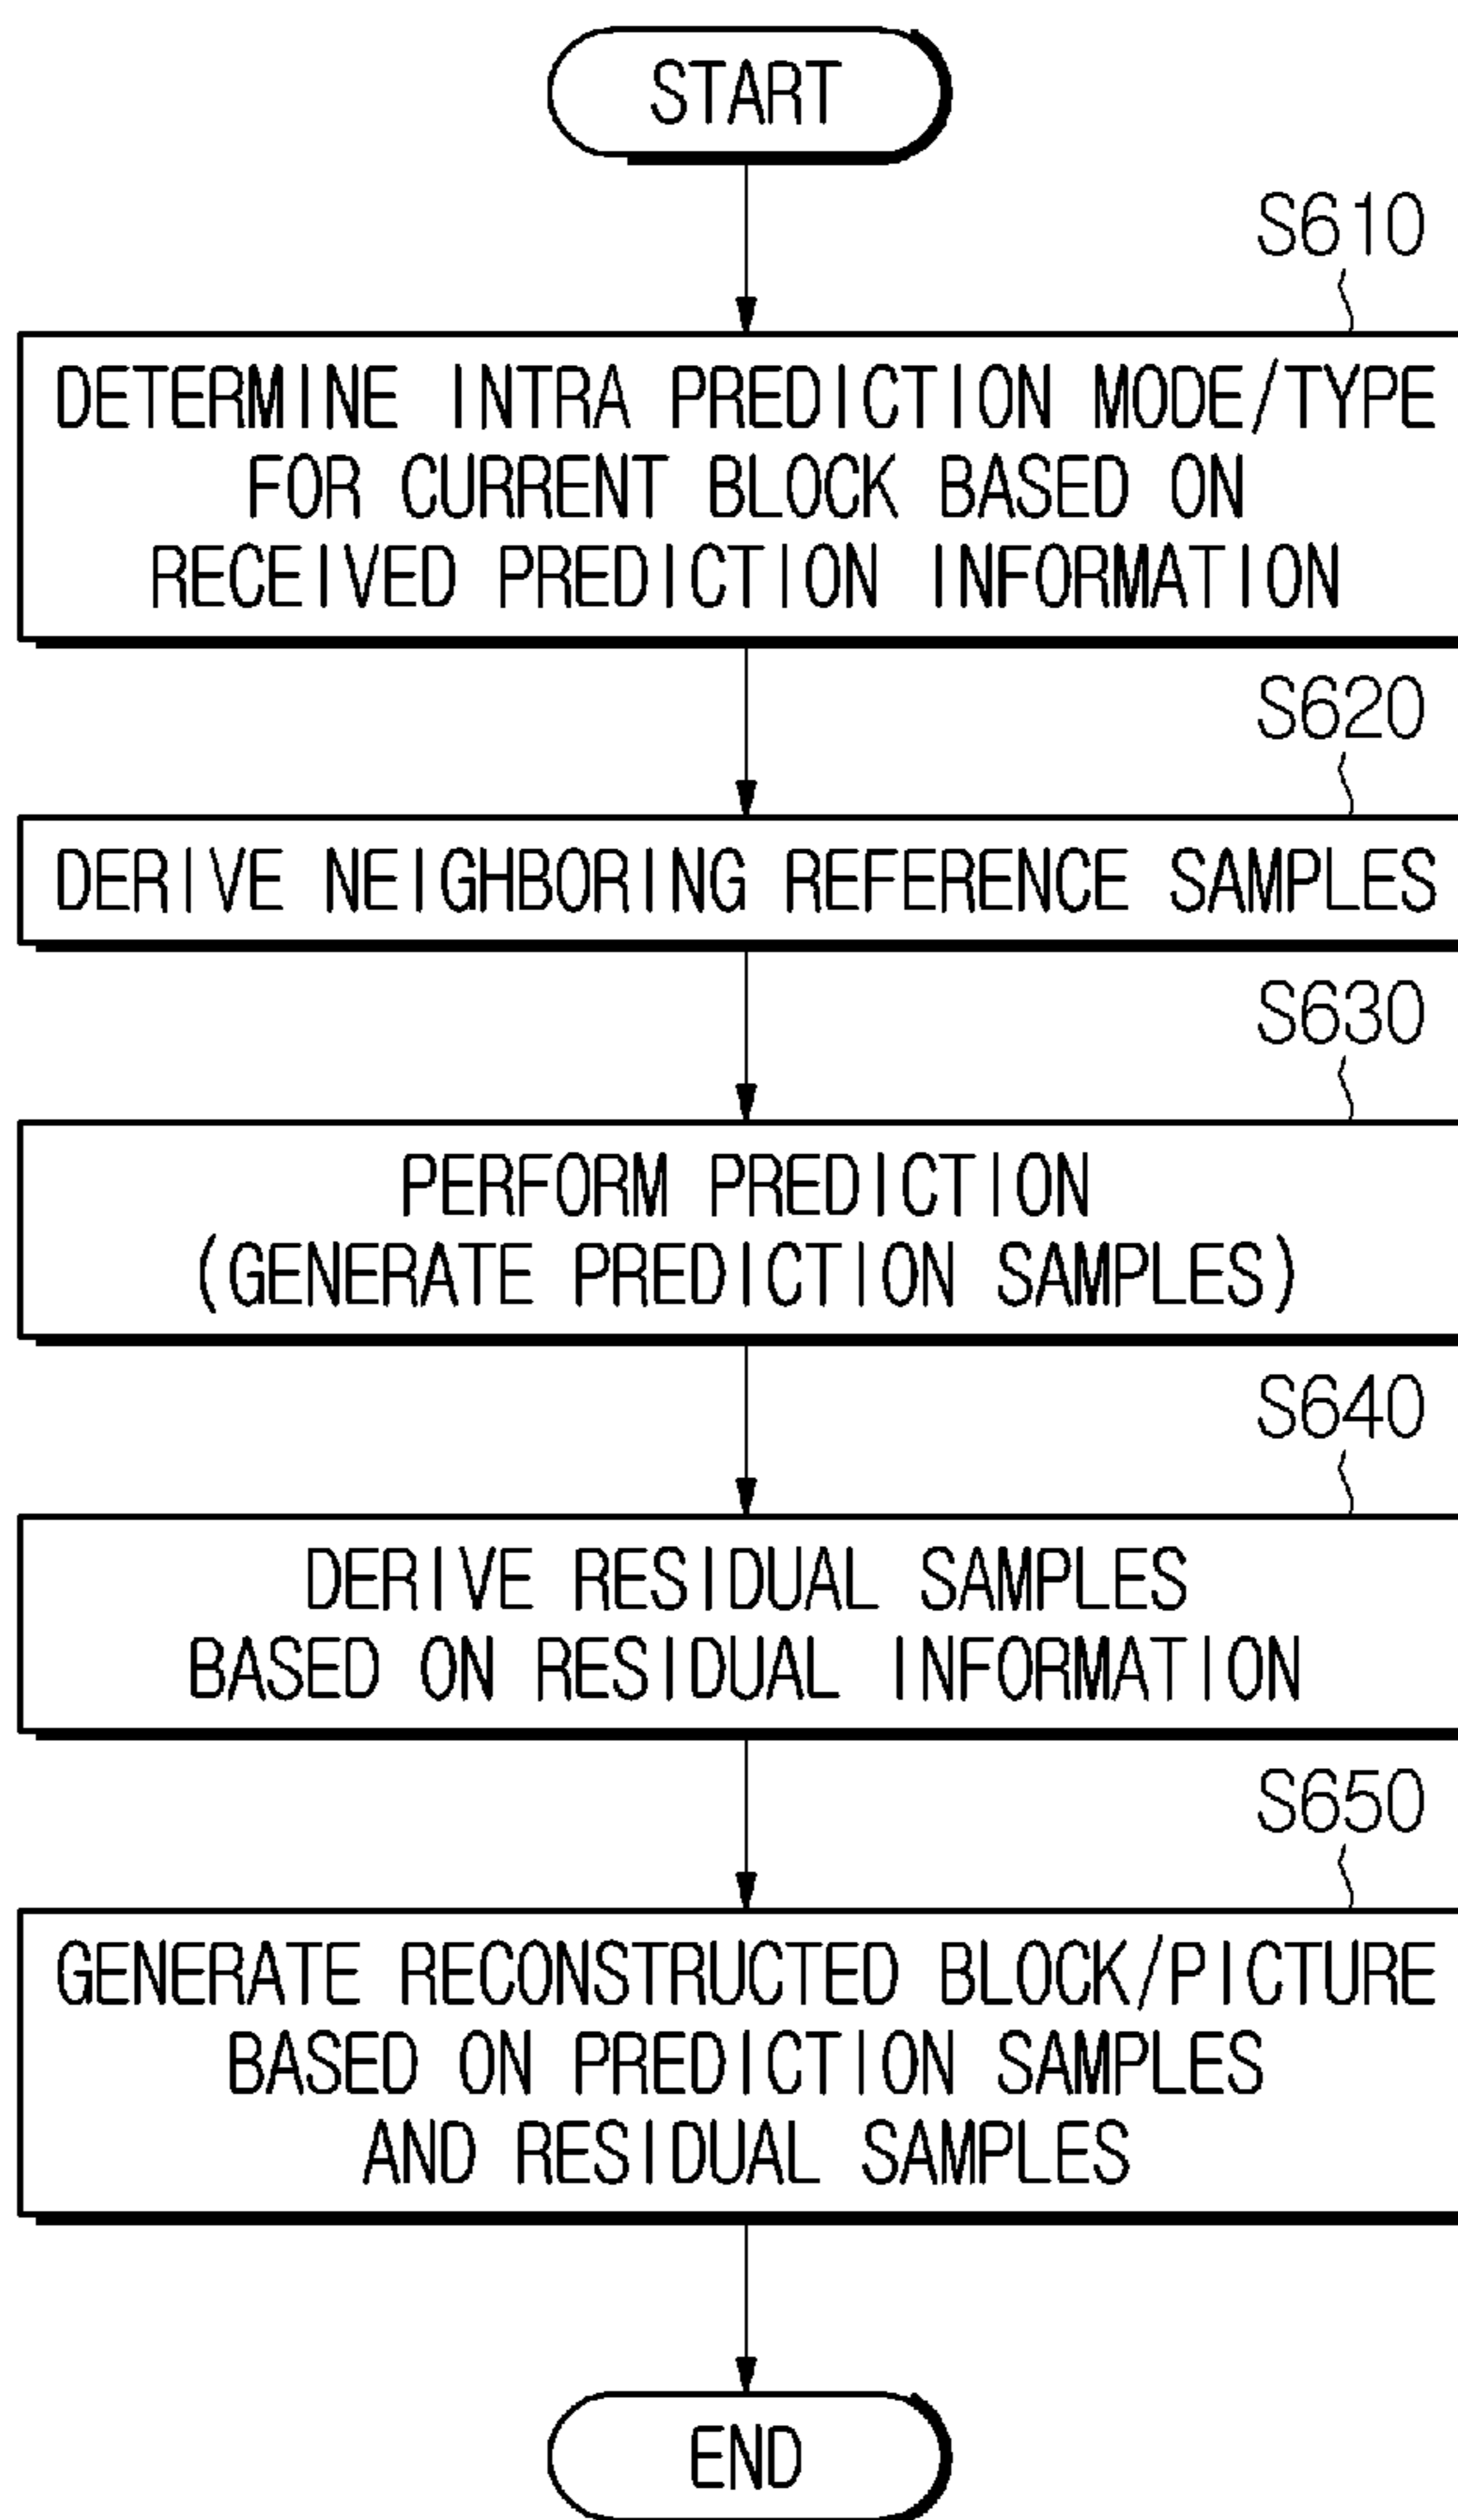 START
S610
DETERMINE INTRA PREDICTION MODE/TYPE
FOR CURRENT BLOCK BASED ON
RECEIVED PREDICTION INFORMATION
S620
DERIVE NEIGHBORING REFERENCE SAMPLES
S630
PERFORM PREDICTION
(GENERATE PREDICTION SAMPLES)
S640
DERIVE RESIDUAL SAMPLES
BASED ON RESIDUAL INFORMATION
S650
GENERATE RECONSTRUCTED BLOCK/PICTURE
BASED ON PREDICTION SAMPLES
AND RESIDUAL SAMPLES
END